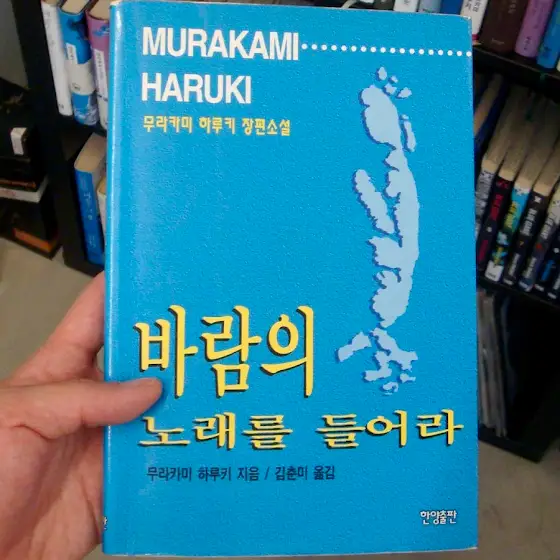 MURAKAMI
HARUKI
무라카미 하루키 장편소설
바람의
노래를 들어라
무라카미 하루키 지음 / 김춘미 옮김
한양출판